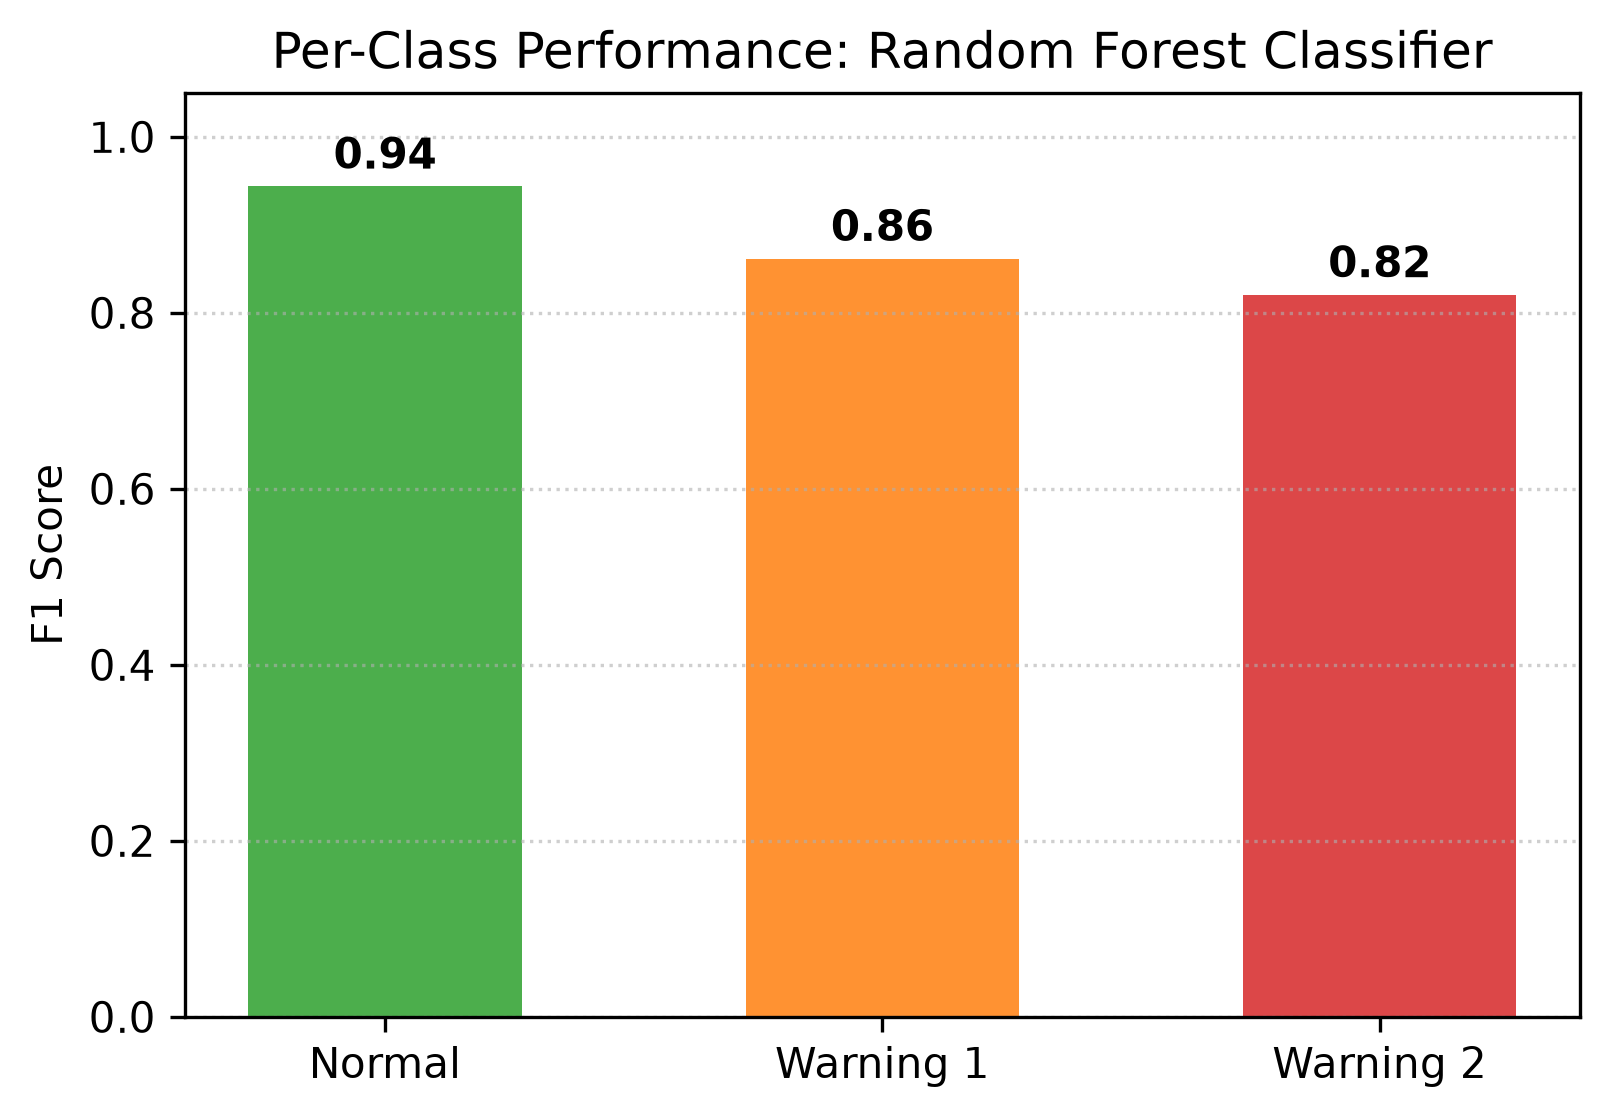 Per-Class Performance: Random Forest Classifier
F1 Score
1.0
0.8
0.6
0.4
0.2
0.0
0.94
0.86
0.82
Normal
Warning 1
Warning 2